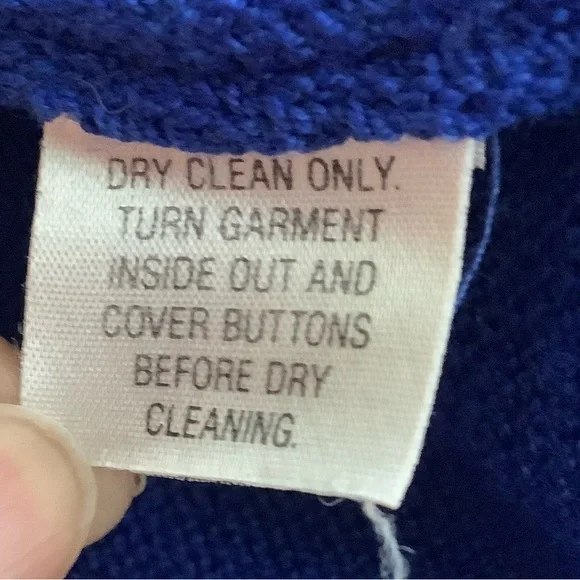 DRY CLEAN ONLY.
TURN GARMENT
INSIDE OUT AND
COVER BUTTONS
BEFORE DRY
CLEANING.